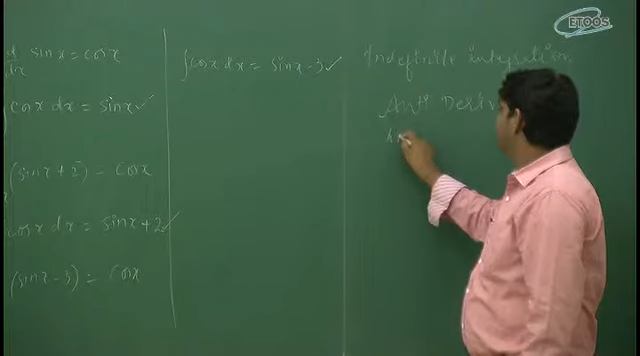 ETOOS
d/dx sinx = cosx
∫cosx dx = sinx ✓
(sinx + 2) = cosx
cosx dx = sinx + 2 ✓
(sinx - 3) = cosx
∫cosx dx = sinx - 3 ✓
Indefinite integration
Anti Deriv